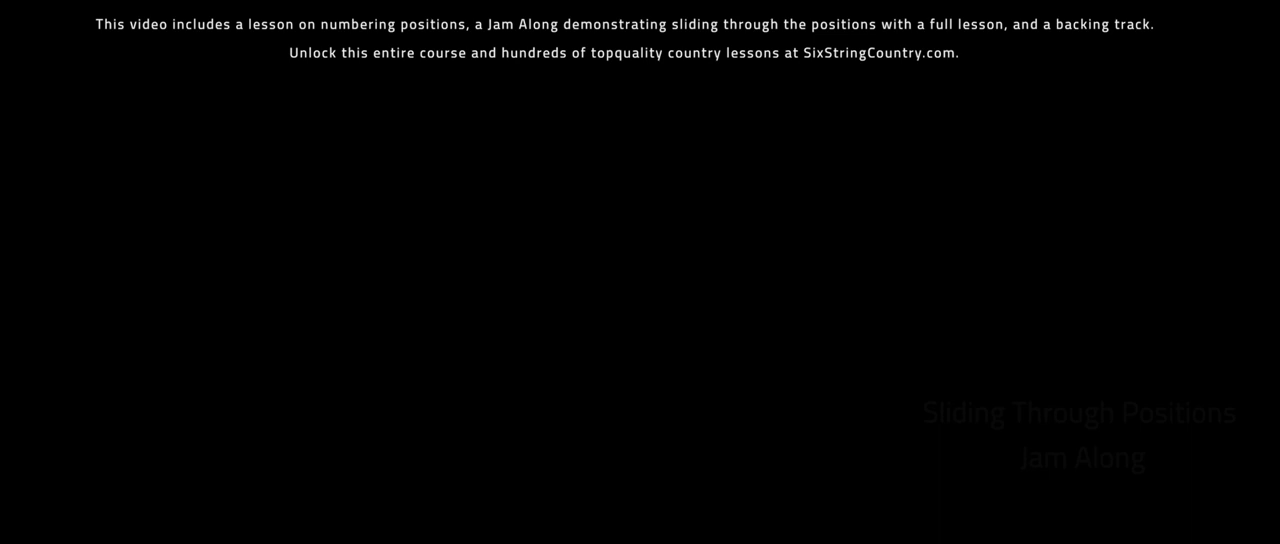 This video includes a lesson on numbering positions, a Jam Along demonstrating sliding through the positions with a full lesson, and a backing track.
Unlock this entire course and hundreds of topquality country lessons at SixStringCountry.com.
Sliding Through Positions
Jam Along